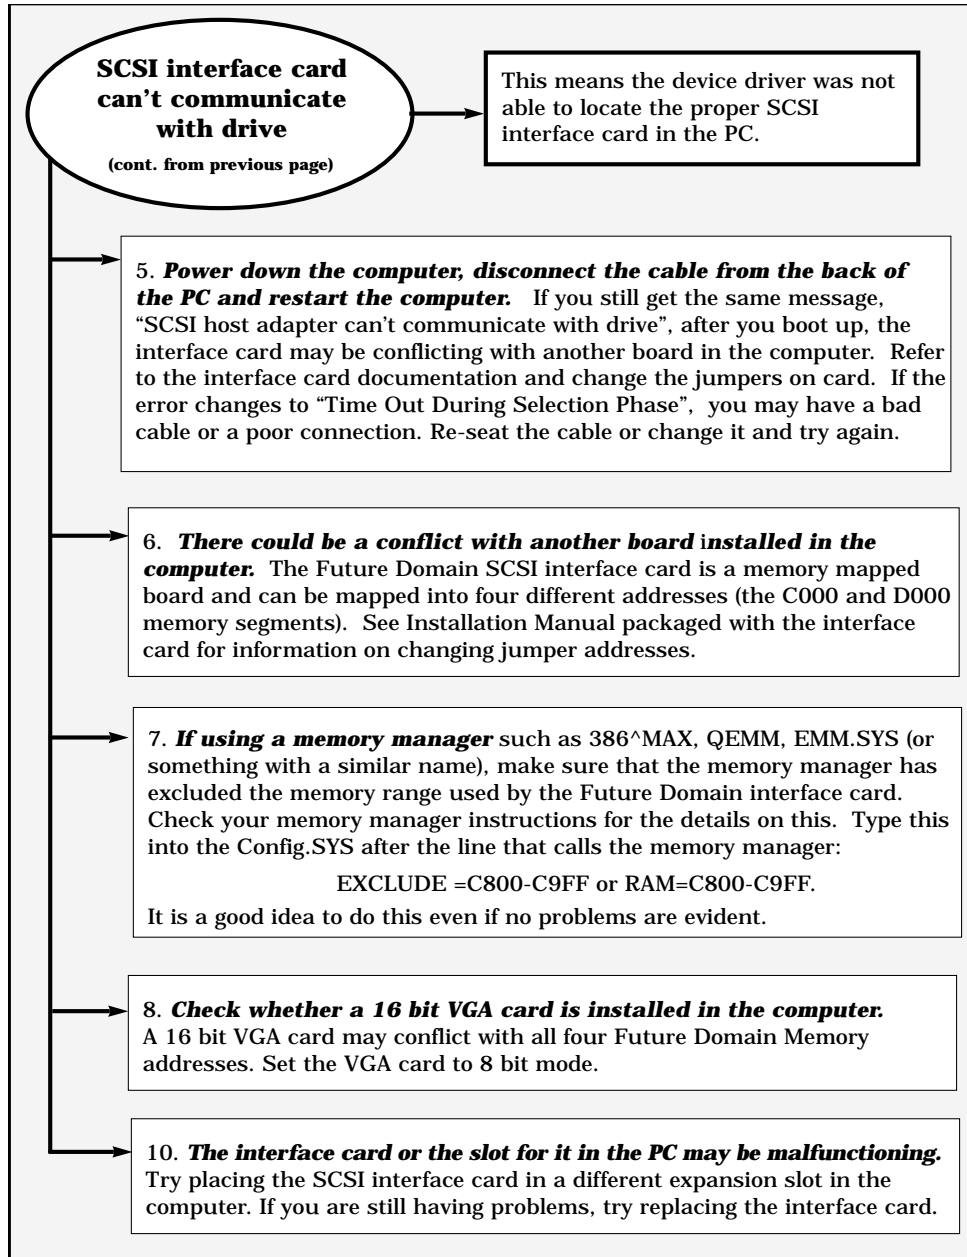 SCSI interface card
can't communicate
with drive
(cont. from previous page)
This means the device driver was not
able to locate the proper SCSI
interface card in the PC.
5. Power down the computer, disconnect the cable from the back of
the PC and restart the computer. If you still get the same message,
“SCSI host adapter can't communicate with drive”, after you boot up, the
interface card may be conflicting with another board in the computer. Refer
to the interface card documentation and change the jumpers on card. If the
error changes to “Time Out During Selection Phase”, you may have a bad
cable or a poor connection. Re-seat the cable or change it and try again.
6. There could be a conflict with another board installed in the
computer. The Future Domain SCSI interface card is a memory mapped
board and can be mapped into four different addresses (the C000 and D000
memory segments). See Installation Manual packaged with the interface
card for information on changing jumper addresses.
7. If using a memory manager such as 386^MAX, QEMM, EMM.SYS (or
something with a similar name), make sure that the memory manager has
excluded the memory range used by the Future Domain interface card.
Check your memory manager instructions for the details on this. Type this
into the Config.SYS after the line that calls the memory manager:
EXCLUDE =C800-C9FF or RAM=C800-C9FF.
It is a good idea to do this even if no problems are evident.
8. Check whether a 16 bit VGA card is installed in the computer.
A 16 bit VGA card may conflict with all four Future Domain Memory
addresses. Set the VGA card to 8 bit mode.
10. The interface card or the slot for it in the PC may be malfunctioning.
Try placing the SCSI interface card in a different expansion slot in the
computer. If you are still having problems, try replacing the interface card.